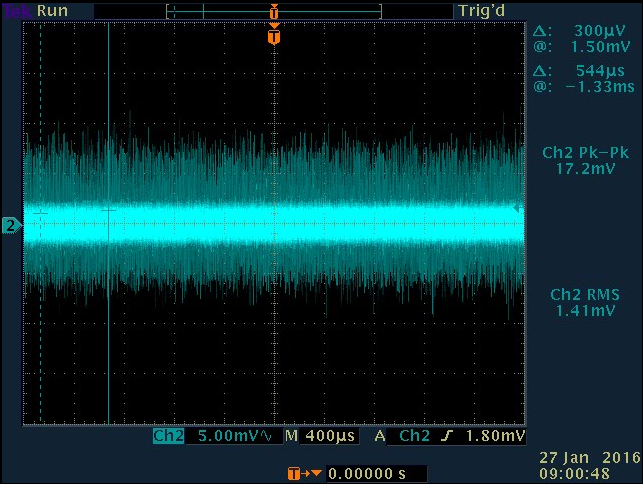 Tek Run Trig'd
T
T
Δ: 300μV
@: 1.50mV
Δ: 544μs
@: -1.33ms
Ch2 Pk-Pk
17.2mV
2
Ch2 RMS
1.41mV
Ch2 5.00mV∿ M 400μs A Ch2 ƒ 1.80mV
27 Jan 2016
T→▼ 0.00000 s
09:00:48